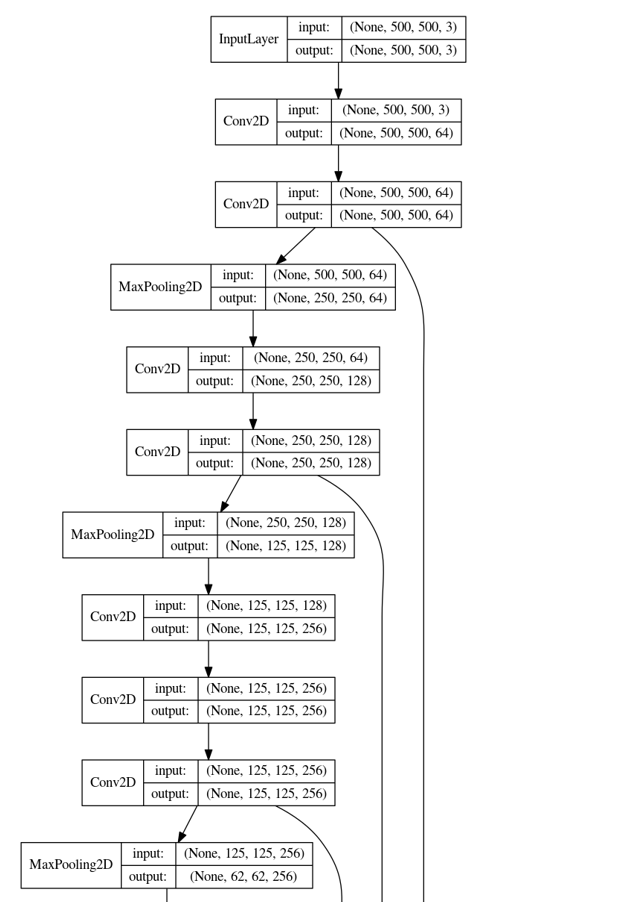 InputLayer
input: (None, 500, 500, 3)
output: (None, 500, 500, 3)
Conv2D
input: (None, 500, 500, 3)
output: (None, 500, 500, 64)
Conv2D
input: (None, 500, 500, 64)
output: (None, 500, 500, 64)
MaxPooling2D
input: (None, 500, 500, 64)
output: (None, 250, 250, 64)
Conv2D
input: (None, 250, 250, 64)
output: (None, 250, 250, 128)
Conv2D
input: (None, 250, 250, 128)
output: (None, 250, 250, 128)
MaxPooling2D
input: (None, 250, 250, 128)
output: (None, 125, 125, 128)
Conv2D
input: (None, 125, 125, 128)
output: (None, 125, 125, 256)
Conv2D
input: (None, 125, 125, 256)
output: (None, 125, 125, 256)
Conv2D
input: (None, 125, 125, 256)
output: (None, 125, 125, 256)
MaxPooling2D
input: (None, 125, 125, 256)
output: (None, 62, 62, 256)